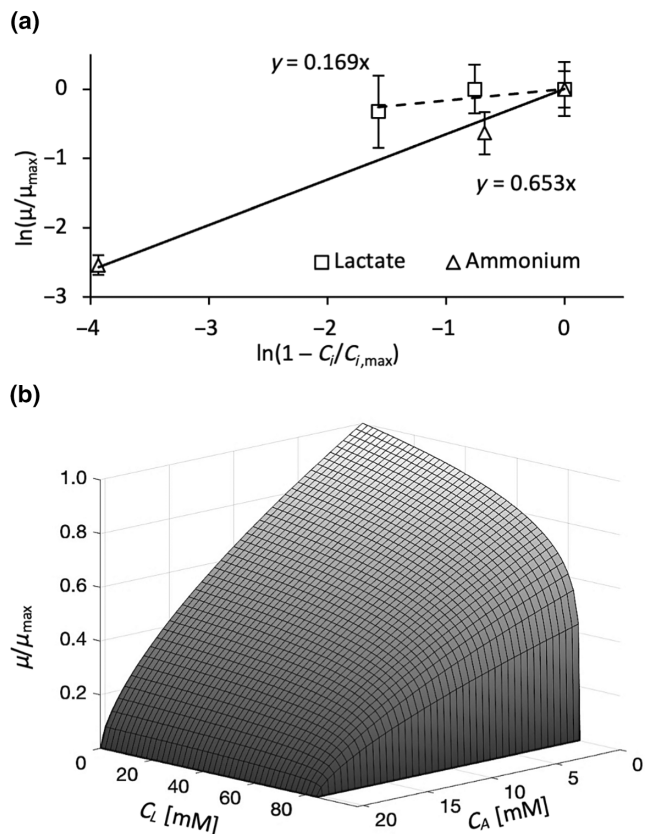 (a)
y = 0.169x
0
−1
−2
−3
ln(μ/μmax)
y = 0.653x
Lactate
Ammonium
−4
−3
−2
−1
0
ln(1 − Ci/Ci,max)
(b)
1.0
0.8
0.6
0.4
0.2
0
μ/μmax
20
40
60
80
CL [mM]
20
15
10
5
0
CA [mM]